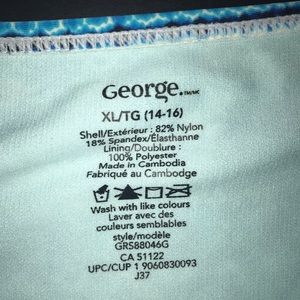 George.™/MC
XL/TG (14-16)
Shell/Extérieur : 82% Nylon
18% Spandex/Élasthanne
Lining/Doublure :
100% Polyester
Made in Cambodia
Fabriqué au Cambodge
Wash with like colours
Laver avec des
couleurs semblables
style/modèle
GRS88046G
CA 51122
UPC/CUP 1 9060830093
J37